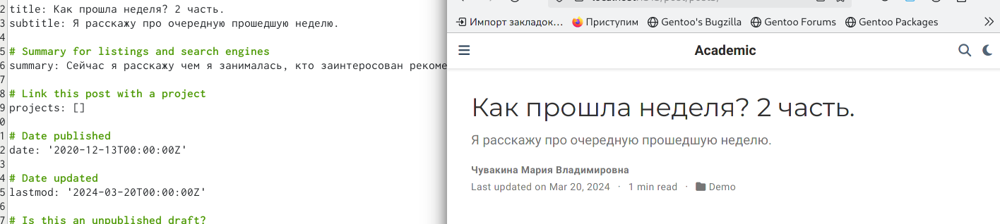 2 title: Как прошла неделя? 2 часть.
3 subtitle: Я расскажу про очередную прошедшую неделю.
4
5 # Summary for listings and search engines
6 summary: Сейчас я расскажу чем я занималась, кто заинторосован рекоме
7
8 # Link this post with a project
9 projects: []
0
1 # Date published
2 date: '2020-12-13T00:00:00Z'
3
4 # Date updated
5 lastmod: '2024-03-20T00:00:00Z'
6
7 # Is this an unpublished draft?
Импорт закладок... Приступим Gentoo's Bugzilla Gentoo Forums Gentoo Packages
Academic
Как прошла неделя? 2 часть.
Я расскажу про очередную прошедшую неделю.
Чувакина Мария Владимировна
Last updated on Mar 20, 2024 · 1 min read · Demo